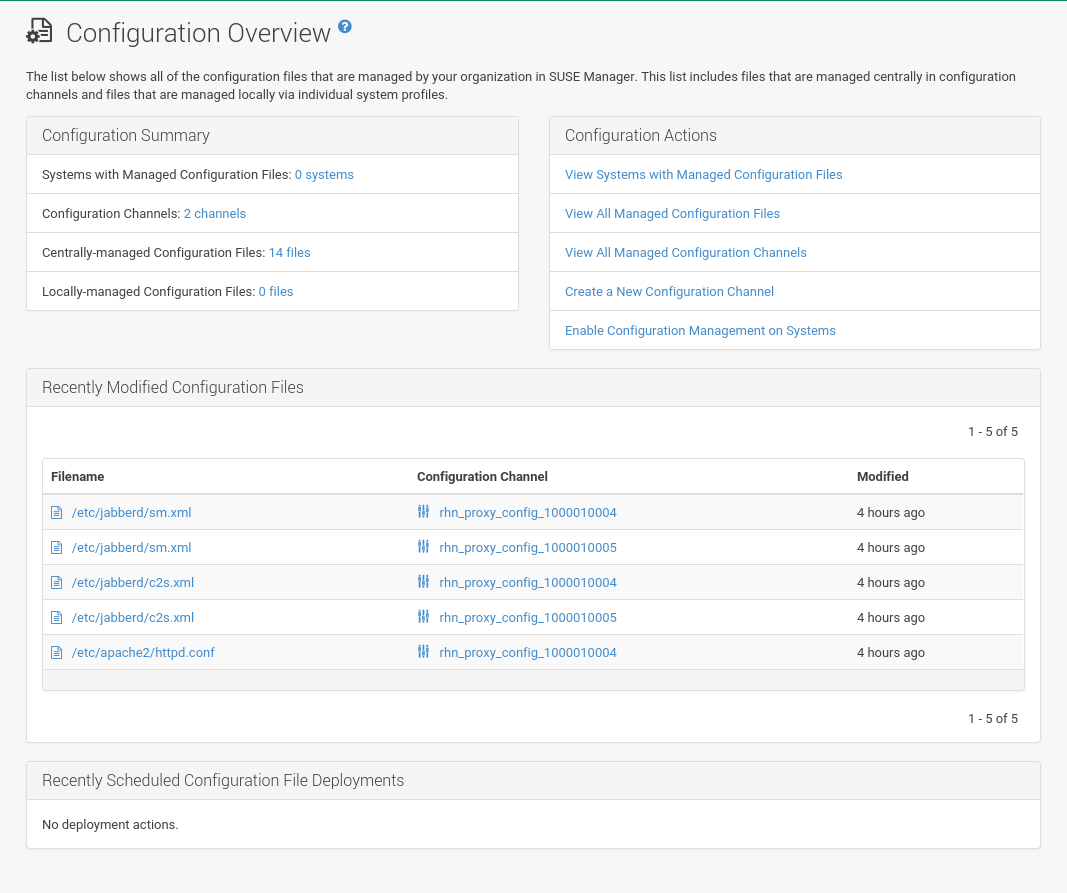 Configuration Overview ?
The list below shows all of the configuration files that are managed by your organization in SUSE Manager. This list includes files that are managed centrally in configuration
channels and files that are managed locally via individual system profiles.
Configuration Summary
Systems with Managed Configuration Files: 0 systems
Configuration Channels: 2 channels
Centrally-managed Configuration Files: 14 files
Locally-managed Configuration Files: 0 files
Configuration Actions
View Systems with Managed Configuration Files
View All Managed Configuration Files
View All Managed Configuration Channels
Create a New Configuration Channel
Enable Configuration Management on Systems
Recently Modified Configuration Files
1 - 5 of 5
Filename Configuration Channel Modified
/etc/jabberd/sm.xml rhn_proxy_config_1000010004 4 hours ago
/etc/jabberd/sm.xml rhn_proxy_config_1000010005 4 hours ago
/etc/jabberd/c2s.xml rhn_proxy_config_1000010004 4 hours ago
/etc/jabberd/c2s.xml rhn_proxy_config_1000010005 4 hours ago
/etc/apache2/httpd.conf rhn_proxy_config_1000010004 4 hours ago
1 - 5 of 5
Recently Scheduled Configuration File Deployments
No deployment actions.